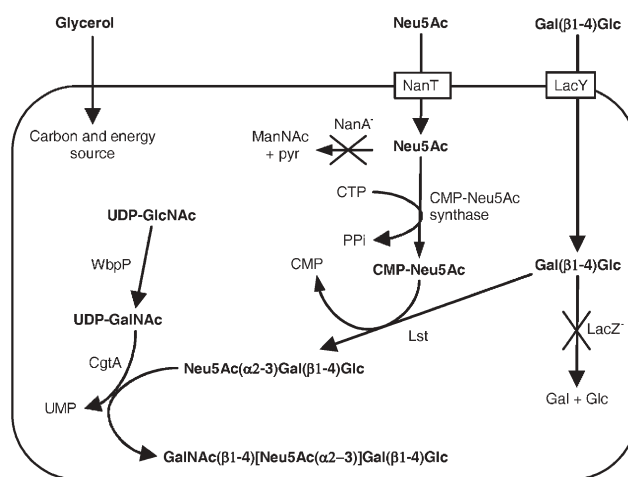 Glycerol
Neu5Ac
Gal(β1-4)Glc
NanT
LacY
Carbon and energy
source
ManNAc
+ pyr
NanA⁻
Neu5Ac
CTP
CMP-Neu5Ac
synthase
PPi
UDP-GlcNAc
WbpP
CMP
CMP-Neu5Ac
Gal(β1-4)Glc
UDP-GalNAc
Lst
LacZ⁻
CgtA
Neu5Ac(α2-3)Gal(β1-4)Glc
UMP
Gal + Glc
GalNAc(β1-4)[Neu5Ac(α2–3)]Gal(β1-4)Glc